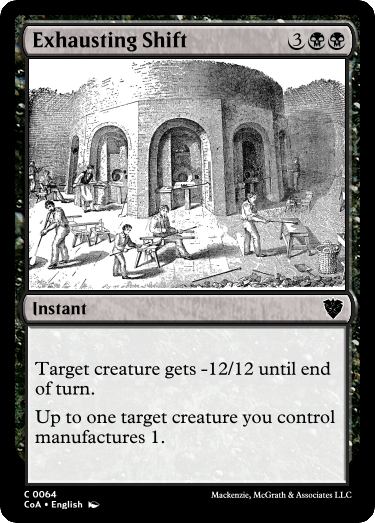 Exhausting Shift 3
Instant
Target creature gets -12/12 until end
of turn.
Up to one target creature you control
manufactures 1.
C 0064
CoA • English
Mackenzie, McGrath & Associates LLC